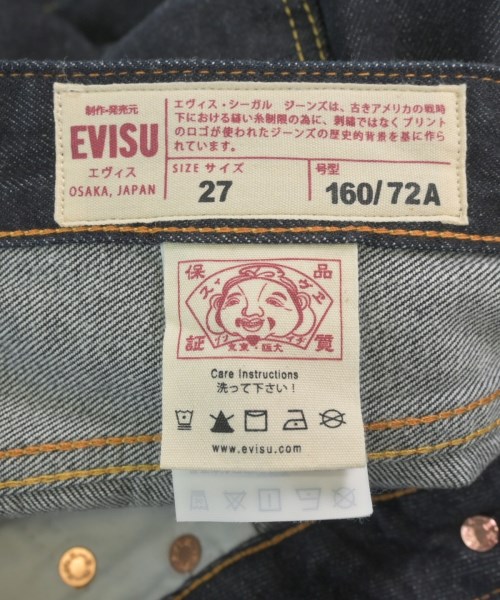 制作・発売元
EVISU
エヴィス
OSAKA, JAPAN
エヴィス・シーガル ジーンズは、古きアメリカの戦時
下における縫い糸制限の為に、刺繍ではなくプリント
のロゴが使われたジーンズの歴史的背景を基に作ら
れています。
SIZE サイズ
27
号型
160/72A
保 品
証 質
Care Instructions
洗って下さい！
www.evisu.com